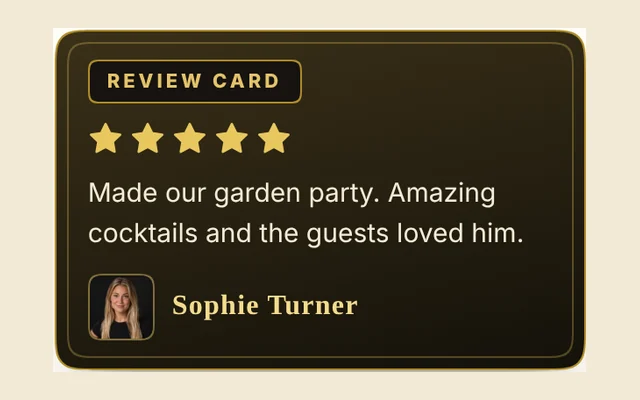 REVIEW CARD
Made our garden party. Amazing
cocktails and the guests loved him.
Sophie Turner